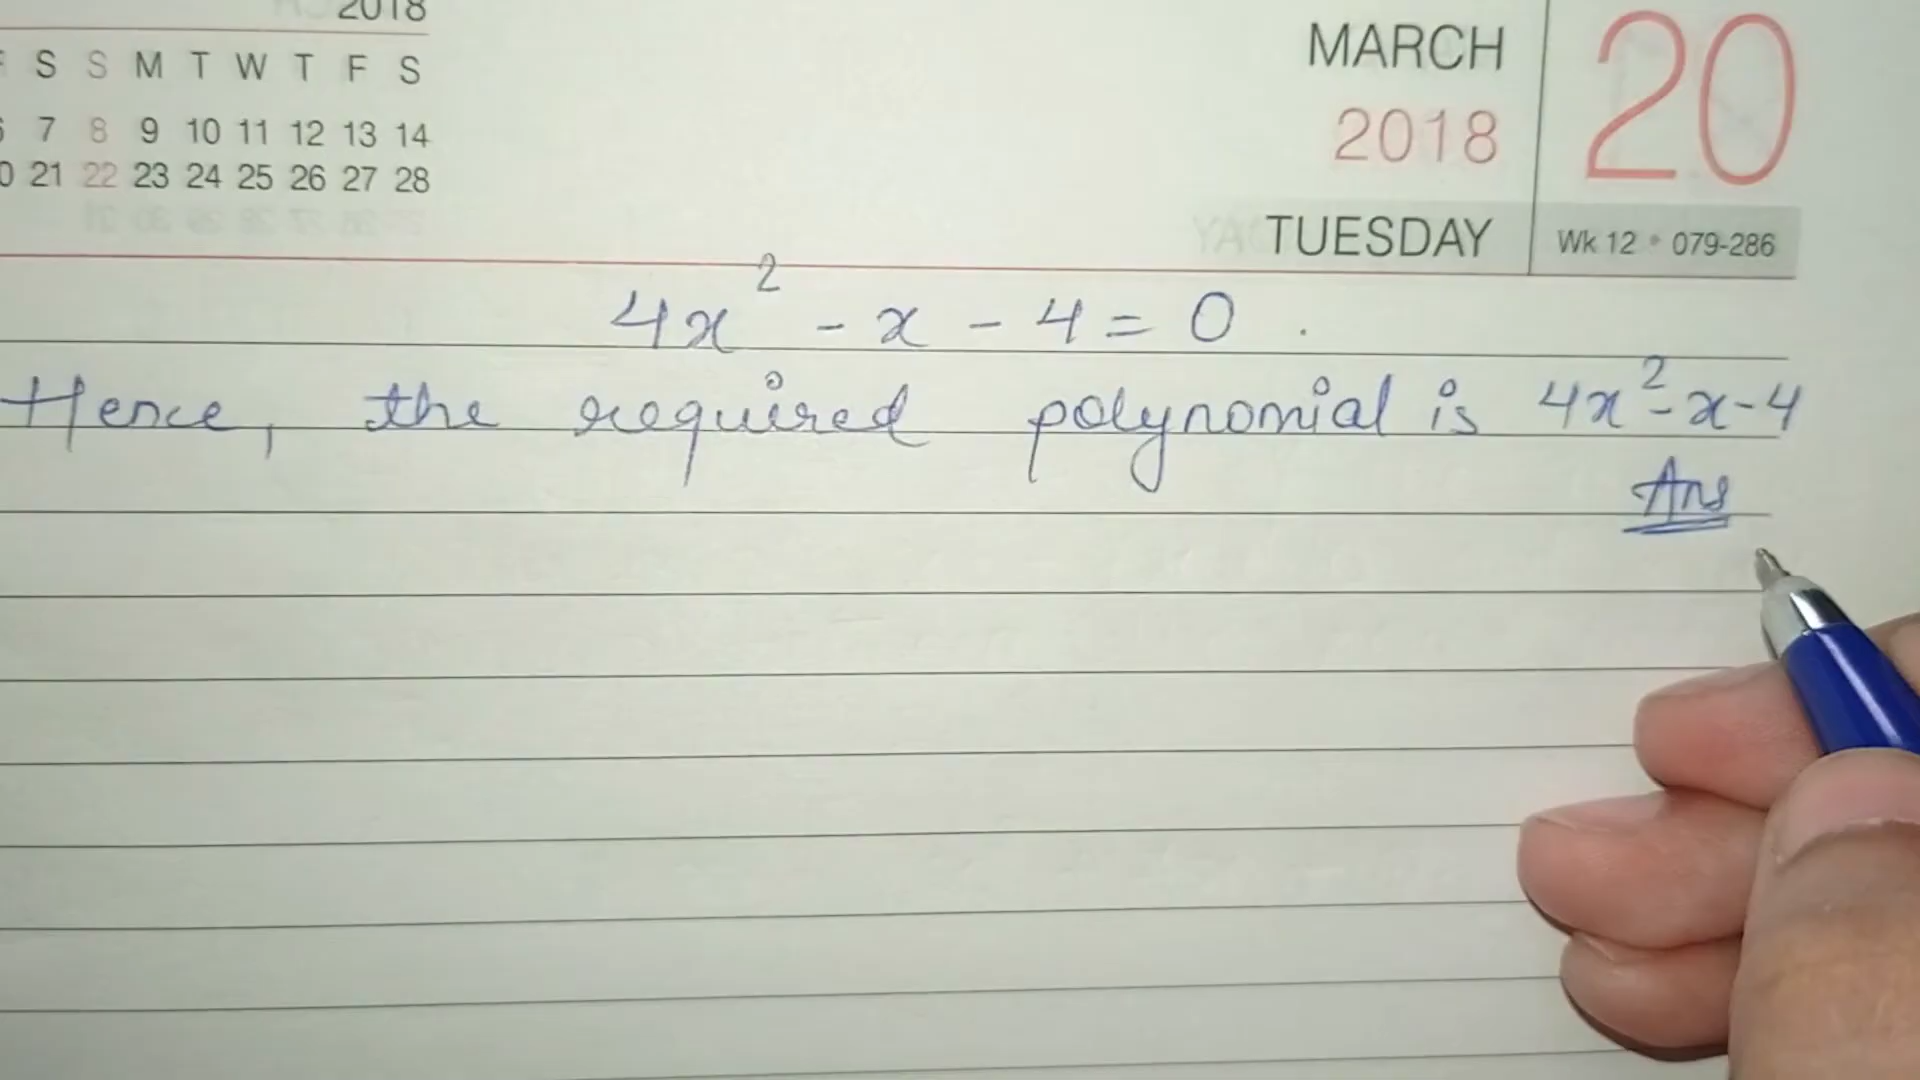 2018
S S M T W T F S
7 8 9 10 11 12 13 14
21 22 23 24 25 26 27 28
MARCH
2018
TUESDAY
20
Wk 12 • 079-286
4x² - x - 4 = 0 .
Hence, the required polynomial is 4x² - x - 4
Ans